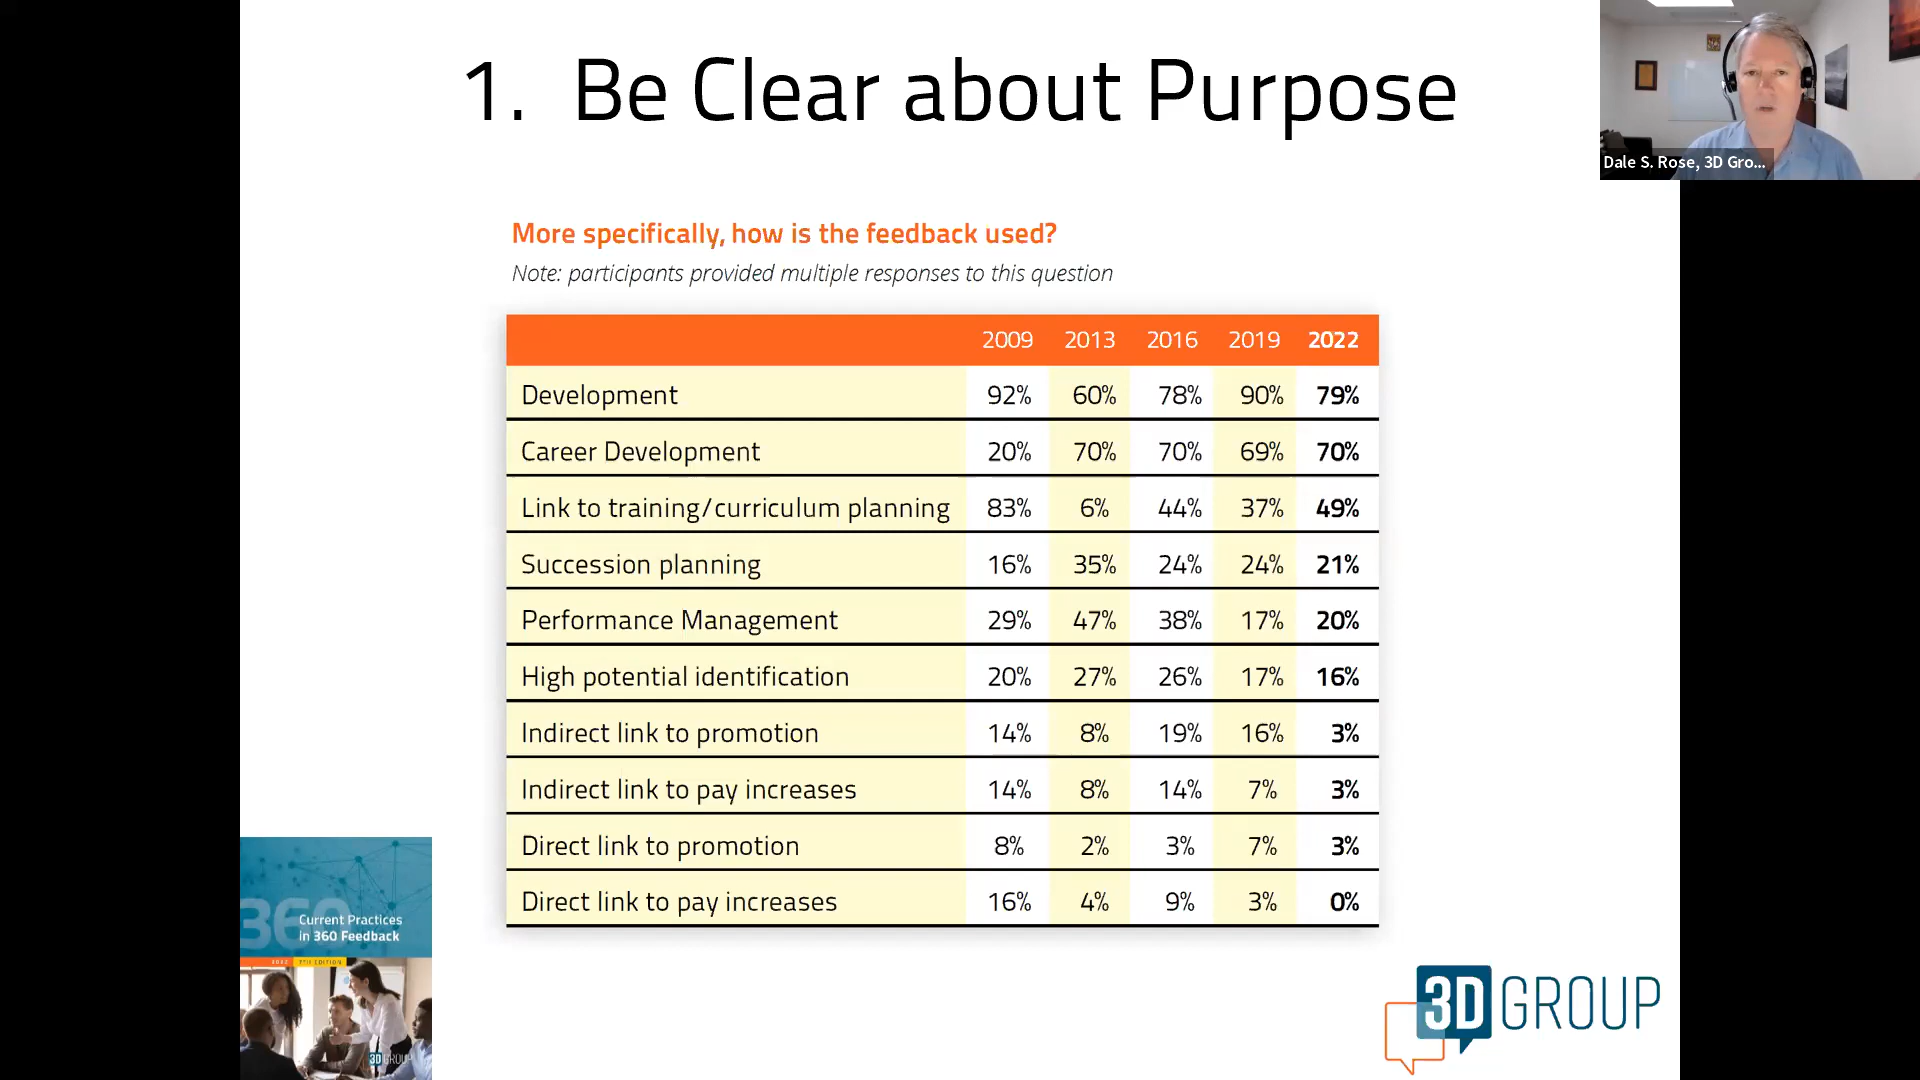 1. Be Clear about Purpose
Dale S. Rose, 3D Gro...
More specifically, how is the feedback used?
Note: participants provided multiple responses to this question
2009 2013 2016 2019 2022
Development 92% 60% 78% 90% 79%
Career Development 20% 70% 70% 69% 70%
Link to training/curriculum planning 83% 6% 44% 37% 49%
Succession planning 16% 35% 24% 24% 21%
Performance Management 29% 47% 38% 17% 20%
High potential identification 20% 27% 26% 17% 16%
Indirect link to promotion 14% 8% 19% 16% 3%
Indirect link to pay increases 14% 8% 14% 7% 3%
Direct link to promotion 8% 2% 3% 7% 3%
Direct link to pay increases 16% 4% 9% 3% 0%
360
Current Practices
in 360 Feedback
2022 7TH EDITION
3D GROUP
3D GROUP